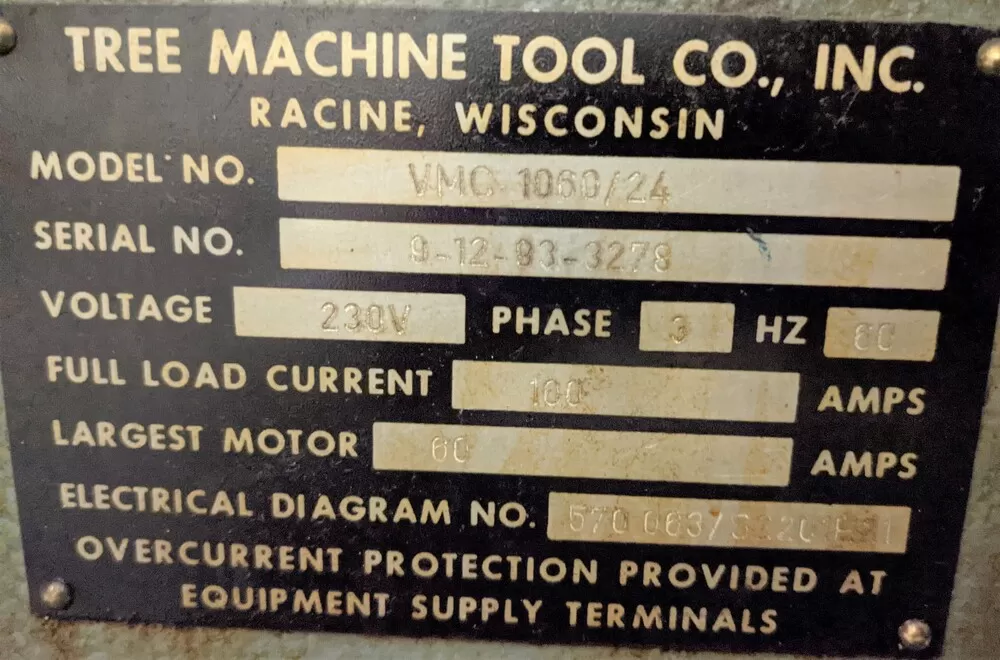 TREE MACHINE TOOL CO., INC.
RACINE, WISCONSIN
MODEL NO. VMC 1060/24
SERIAL NO. 9-12-83-3278
VOLTAGE 230V PHASE 3 HZ 60
FULL LOAD CURRENT 100 AMPS
LARGEST MOTOR 60 AMPS
ELECTRICAL DIAGRAM NO.
OVERCURRENT PROTECTION PROVIDED AT
EQUIPMENT SUPPLY TERMINALS